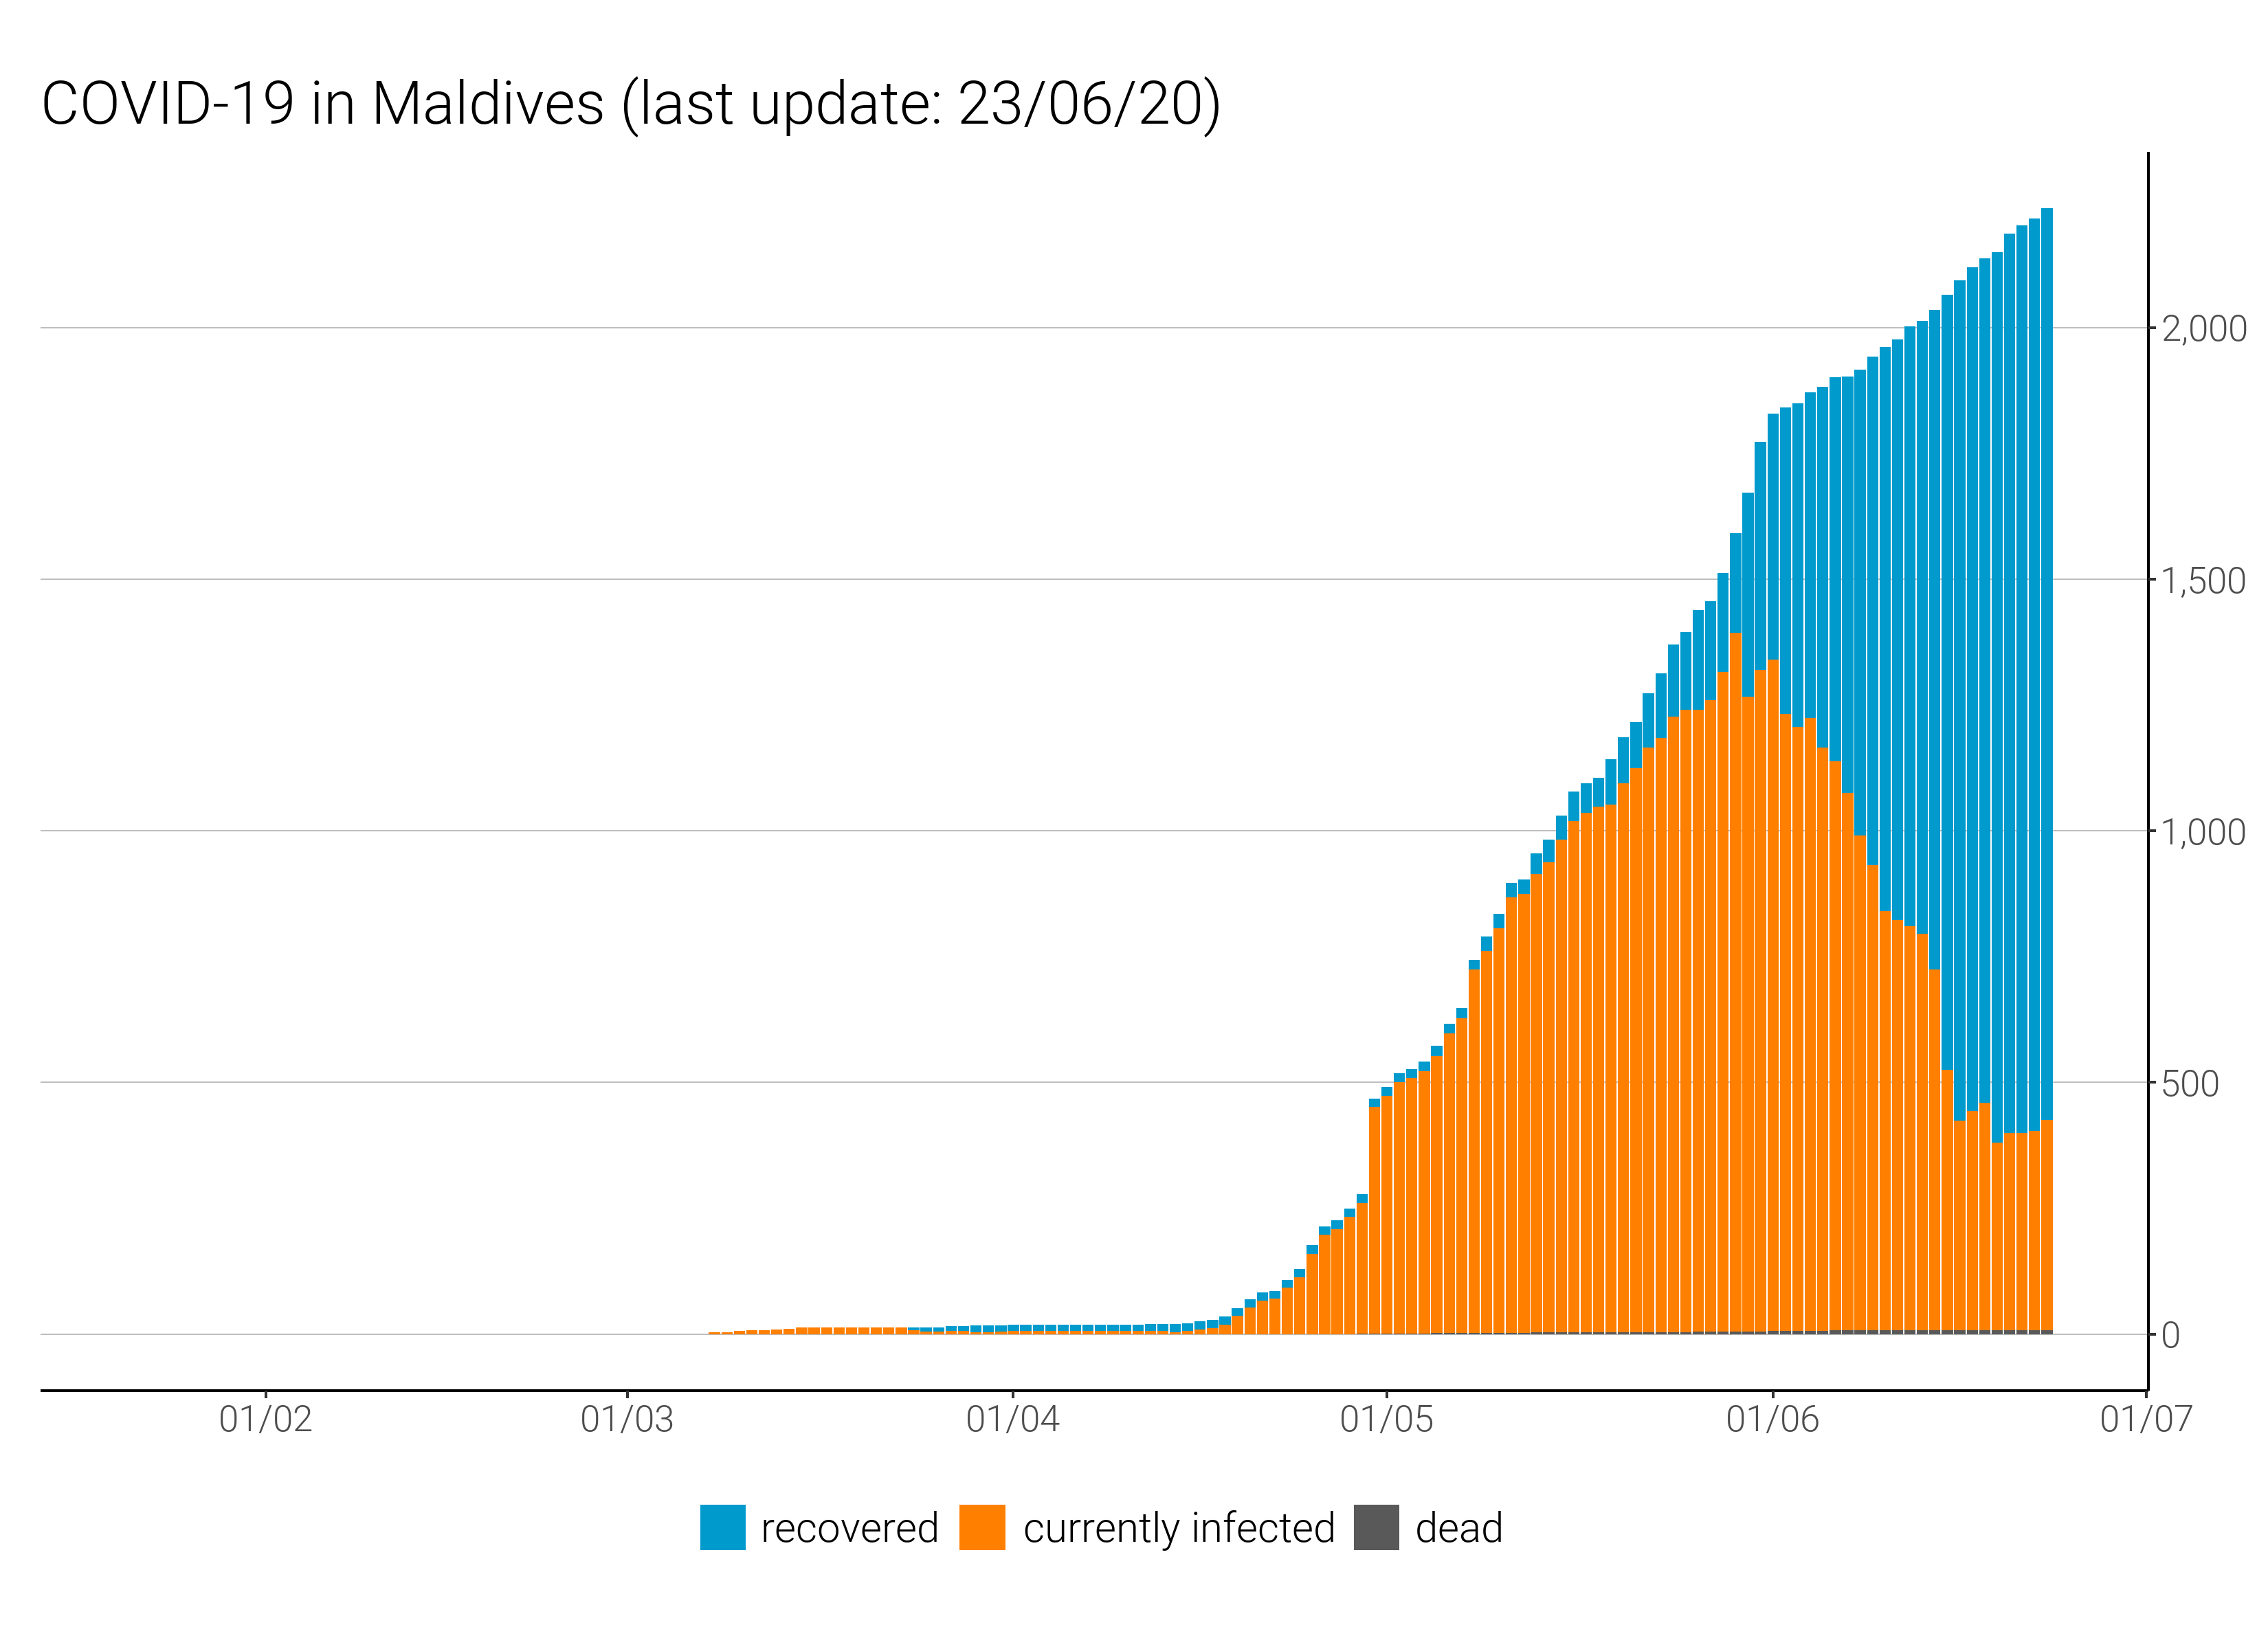 COVID-19 in Maldives (last update: 23/06/20)
2,000
1,500
1,000
500
0
01/02 01/03 01/04 01/05 01/06 01/07
recovered currently infected dead